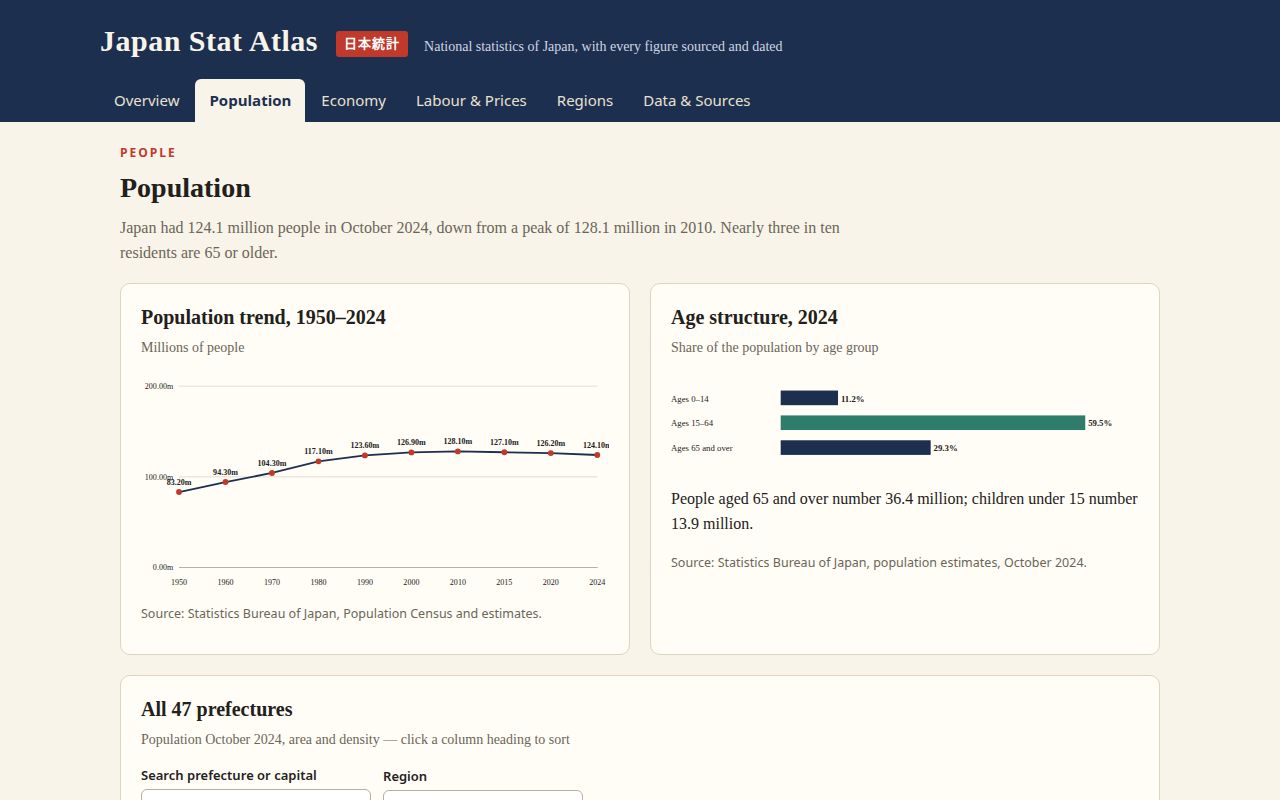 Japan Stat Atlas 日本統計 National statistics of Japan, with every figure sourced and dated
Overview Population Economy Labour & Prices Regions Data & Sources
PEOPLE
Population
Japan had 124.1 million people in October 2024, down from a peak of 128.1 million in 2010. Nearly three in ten
residents are 65 or older.
Population trend, 1950–2024
Millions of people
200.00m
100.00m
0.00m
83.20m 94.30m 104.30m 117.10m 123.60m 126.90m 128.10m 127.10m 126.20m 124.10m
1950 1960 1970 1980 1990 2000 2010 2015 2020 2024
Source: Statistics Bureau of Japan, Population Census and estimates.
Age structure, 2024
Share of the population by age group
Ages 0–14 11.2%
Ages 15–64 59.5%
Ages 65 and over 29.3%
People aged 65 and over number 36.4 million; children under 15 number
13.9 million.
Source: Statistics Bureau of Japan, population estimates, October 2024.
All 47 prefectures
Population October 2024, area and density — click a column heading to sort
Search prefecture or capital Region